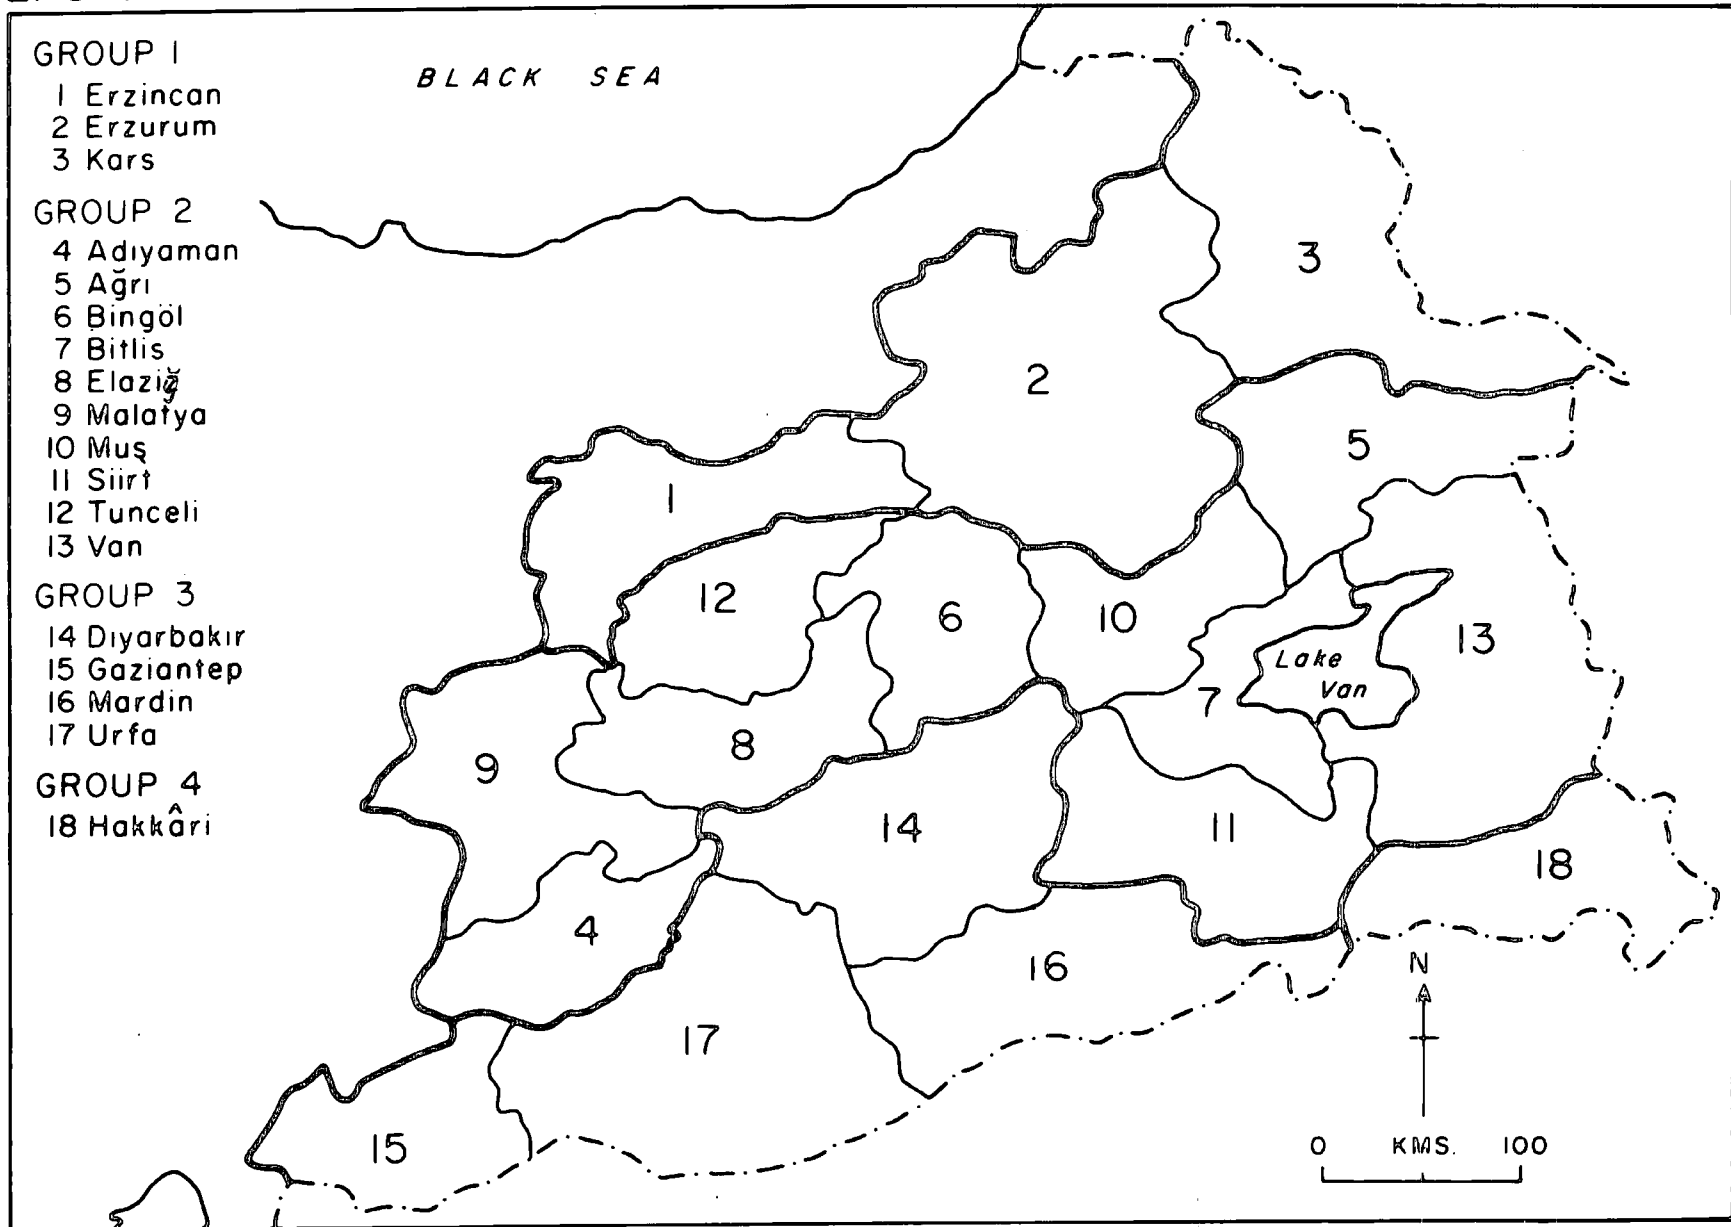 GROUP 1
1 Erzincan
2 Erzurum
3 Kars
GROUP 2
4 Adıyaman
5 Ağrı
6 Bingöl
7 Bitlis
8 Elaziğ
9 Malatya
10 Muş
11 Siirt
12 Tunceli
13 Van
GROUP 3
14 Dıyarbakır
15 Gaziantep
16 Mardin
17 Urfa
GROUP 4
18 Hakkâri
BLACK SEA
3
2
5
1
12
6
10
13
Lake
Van
7
8
9
14
11
18
4
16
N
17
15
0 KMS. 100